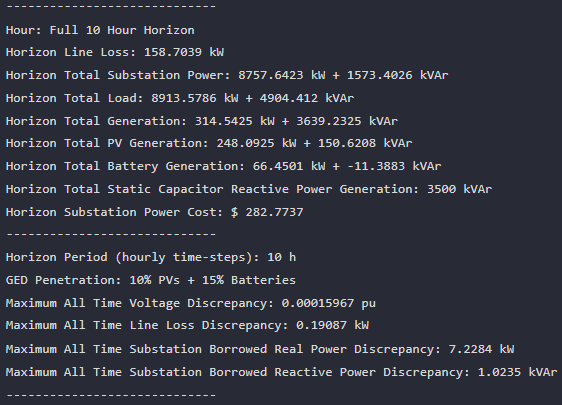 -----------------------------
Hour: Full 10 Hour Horizon
Horizon Line Loss: 158.7039 kW
Horizon Total Substation Power: 8757.6423 kW + 1573.4026 kVAr
Horizon Total Load: 8913.5786 kW + 4904.412 kVAr
Horizon Total Generation: 314.5425 kW + 3639.2325 kVAr
Horizon Total PV Generation: 248.0925 kW + 150.6208 kVAr
Horizon Total Battery Generation: 66.4501 kW + -11.3883 kVAr
Horizon Total Static Capacitor Reactive Power Generation: 3500 kVAr
Horizon Substation Power Cost: $ 282.7737
-----------------------------
Horizon Period (hourly time-steps): 10 h
GED Penetration: 10% PVs + 15% Batteries
Maximum All Time Voltage Discrepancy: 0.00015967 pu
Maximum All Time Line Loss Discrepancy: 0.19087 kW
Maximum All Time Substation Borrowed Real Power Discrepancy: 7.2284 kW
Maximum All Time Substation Borrowed Reactive Power Discrepancy: 1.0235 kVAr
-----------------------------